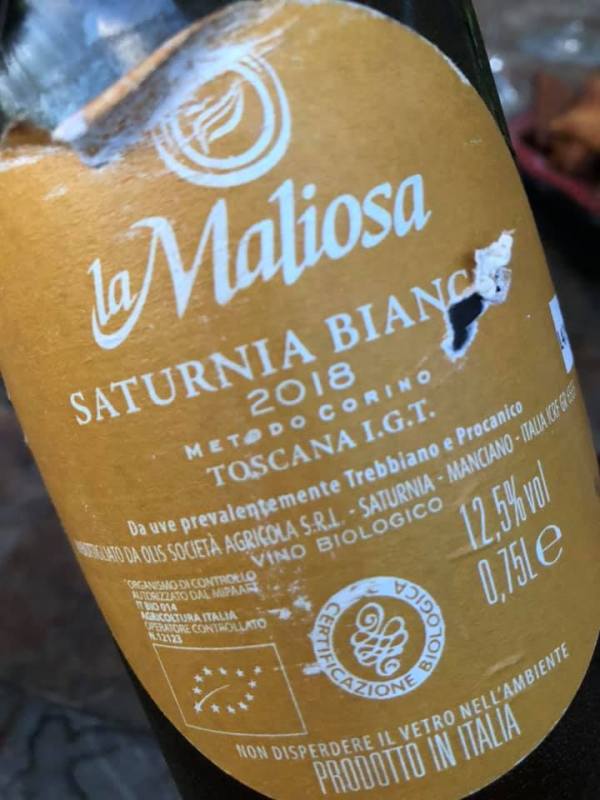 la Maliosa
SATURNIA BIANC
2018
METODO CORINO
TOSCANA I.G.T.
Da uve prevalentemente Trebbiano e Procanico
DA OLIS SOCIETÀ AGRICOLA S.R.L. - SATURNIA - MANCIANO - ITALIA ICRF
VINO BIOLOGICO
12,5% vol
0,75L e
ORGANISMO DI CONTROLLO
AUTORIZZATO DAL MIPAAF
IT BIO 014
AGRICOLTURA ITALIA
OPERATORE CONTROLLATO
N.12123
CERTIFICAZIONE BIOLOGICA
NON DISPERDERE IL VETRO NELL'AMBIENTE
PRODOTTO IN ITALIA